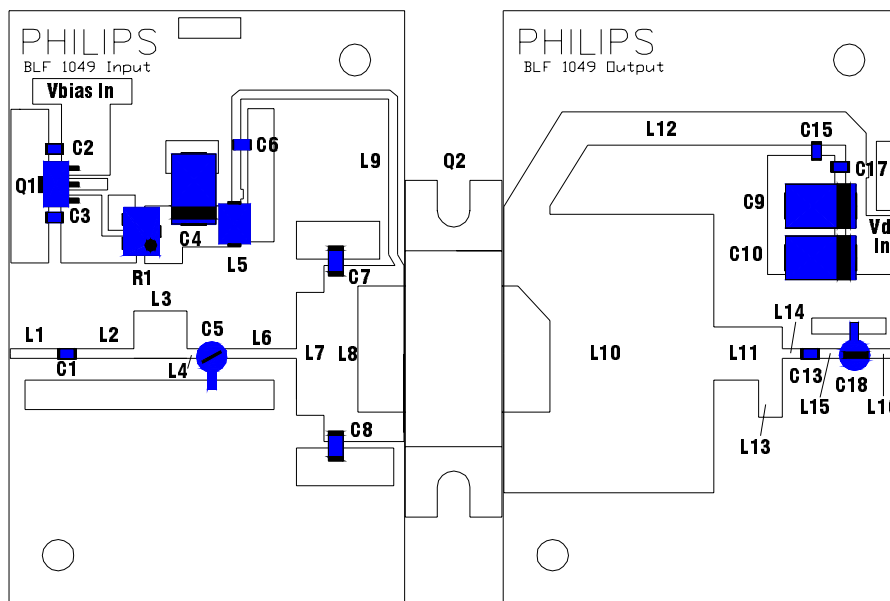 PHILIPS
BLF 1049 Input
Vbias In
C2
Q1
C3
R1
C4
C6
L5
L9
C7
L3
L1
L2
C5
L6
C1
L4
L7
L8
C8
Q2
PHILIPS
BLF 1049 Output
L12
C15
C17
C9
C10
Vd
In
L10
L11
L14
C13
C18
L15
L13